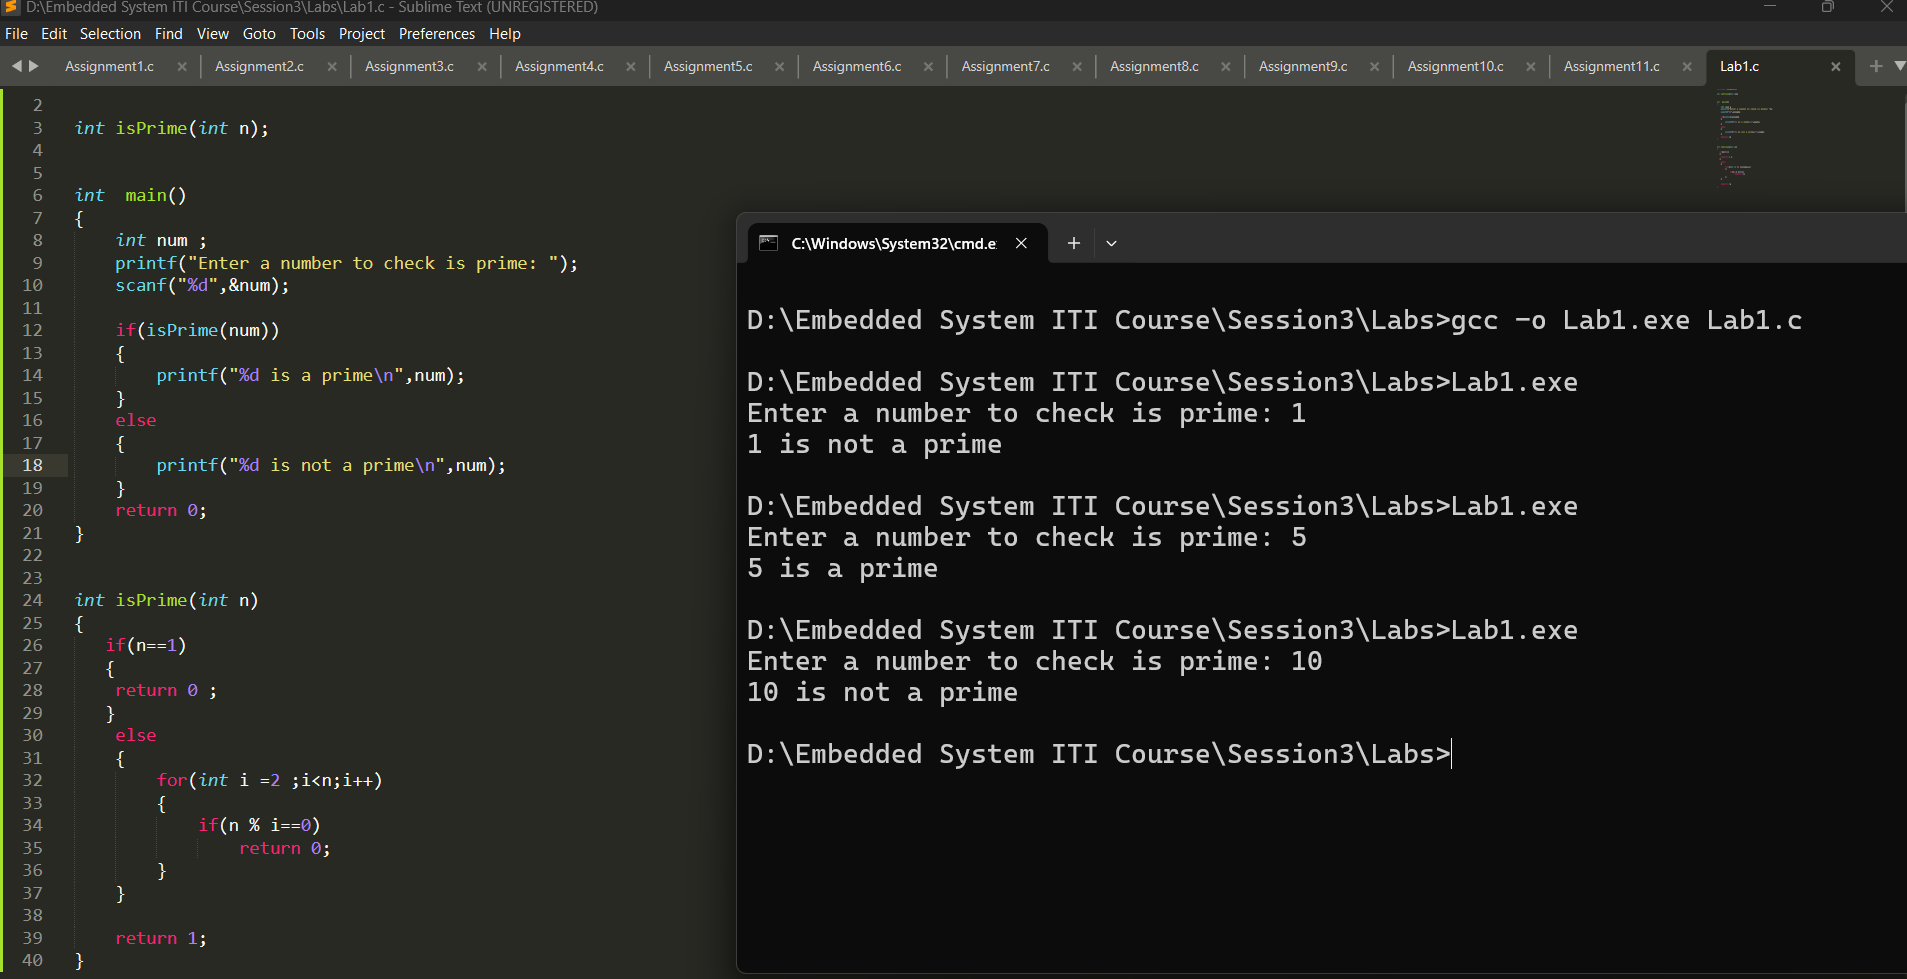 D:\Embedded System ITI Course\Session3\Labs\Lab1.c - Sublime Text (UNREGISTERED)
File Edit Selection Find View Goto Tools Project Preferences Help
Assignment1.c × Assignment2.c × Assignment3.c × Assignment4.c × Assignment5.c × Assignment6.c × Assignment7.c × Assignment8.c × Assignment9.c × Assignment10.c × Assignment11.c × Lab1.c ×
2
3 int isPrime(int n);
4
5
6 int  main()
7 {
8     int num ;
9     printf("Enter a number to check is prime: ");
10     scanf("%d",&num);
11
12     if(isPrime(num))
13     {
14         printf("%d is a prime\n",num);
15     }
16     else
17     {
18         printf("%d is not a prime\n",num);
19     }
20     return 0;
21 }
22
23
24 int isPrime(int n)
25 {
26    if(n==1)
27    {
28     return 0 ;
29    }
30     else
31     {
32         for(int i =2 ;i<n;i++)
33         {
34             if(n % i==0)
35                 return 0;
36         }
37     }
38
39     return 1;
40 }
C:\Windows\System32\cmd.e
D:\Embedded System ITI Course\Session3\Labs>gcc -o Lab1.exe Lab1.c
D:\Embedded System ITI Course\Session3\Labs>Lab1.exe
Enter a number to check is prime: 1
1 is not a prime
D:\Embedded System ITI Course\Session3\Labs>Lab1.exe
Enter a number to check is prime: 5
5 is a prime
D:\Embedded System ITI Course\Session3\Labs>Lab1.exe
Enter a number to check is prime: 10
10 is not a prime
D:\Embedded System ITI Course\Session3\Labs>